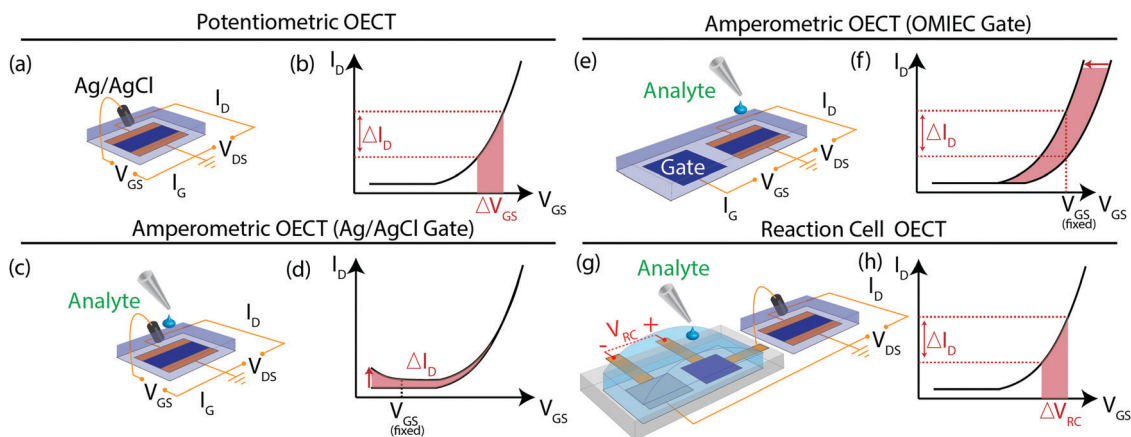 Potentiometric OECT
(a)
Ag/AgCl
I_D
V_DS
V_GS
I_G
(b)
I_D
ΔI_D
ΔV_GS
V_GS
Amperometric OECT (Ag/AgCl Gate)
(c)
Analyte
I_D
V_DS
V_GS
I_G
(d)
I_D
ΔI_D
V_GS
(fixed)
V_GS
Amperometric OECT (OMIEC Gate)
(e)
Analyte
I_D
V_DS
Gate
V_GS
I_G
(f)
I_D
ΔI_D
V_GS
(fixed)
V_GS
Reaction Cell OECT
(g)
Analyte
- V_RC +
I_D
V_DS
(h)
I_D
ΔI_D
ΔV_RC
V_GS